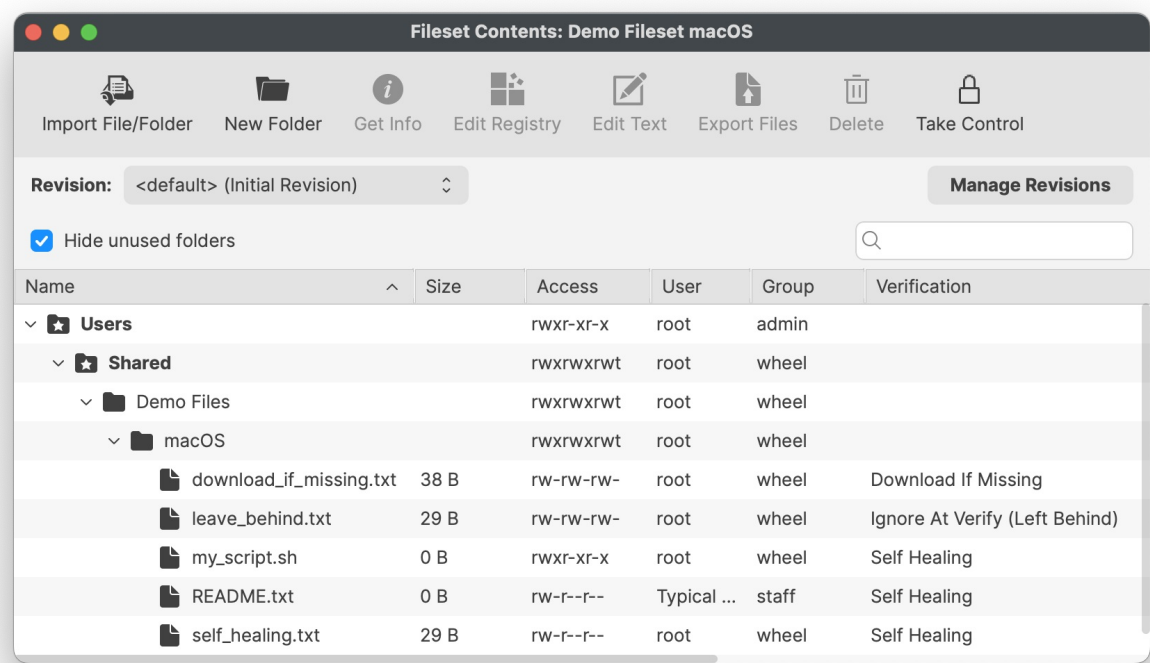 Fileset Contents: Demo Fileset macOS
Import File/Folder New Folder Get Info Edit Registry Edit Text Export Files Delete Take Control
Revision: <default> (Initial Revision) Manage Revisions
Hide unused folders
Name Size Access User Group Verification
Users rwxr-xr-x root admin
Shared rwxrwxrwt root wheel
Demo Files rwxrwxrwt root wheel
macOS rwxrwxrwt root wheel
download_if_missing.txt 38 B rw-rw-rw- root wheel Download If Missing
leave_behind.txt 29 B rw-rw-rw- root wheel Ignore At Verify (Left Behind)
my_script.sh 0 B rwxr-xr-x root wheel Self Healing
README.txt 0 B rw-r--r-- Typical ... staff Self Healing
self_healing.txt 29 B rw-r--r-- root wheel Self Healing